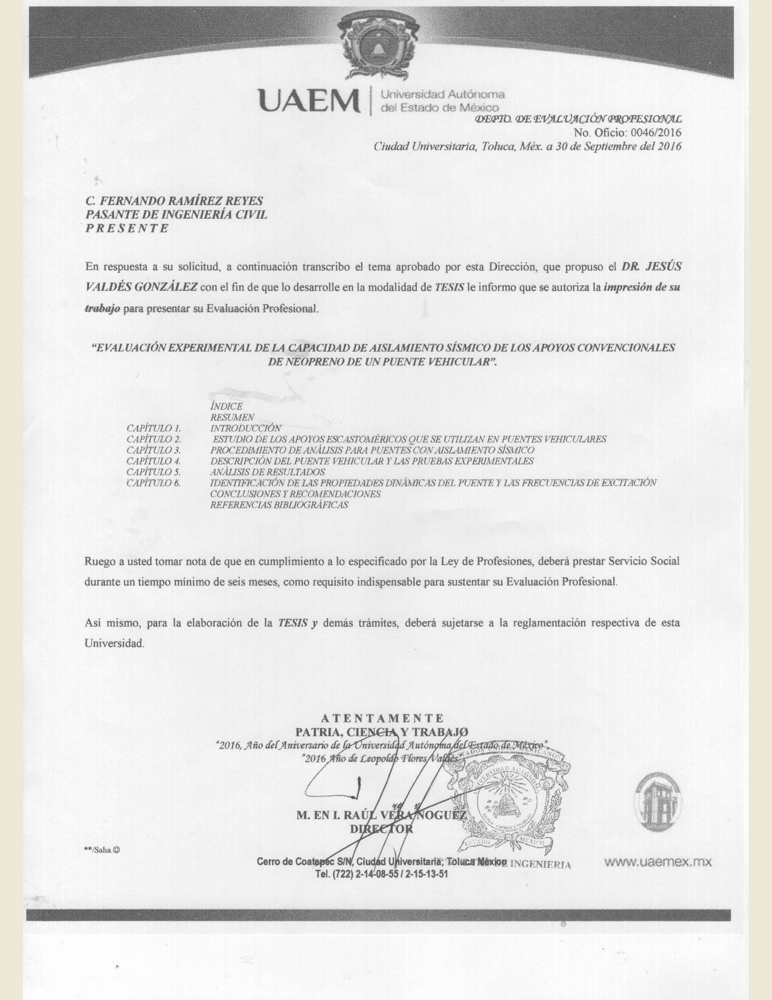 UAEM
Universidad Autónoma
del Estado de México
DEPTO. DE EVALUACIÓN PROFESIONAL
No. Oficio: 0046/2016
Ciudad Universitaria, Toluca, Méx. a 30 de Septiembre del 2016
C. FERNANDO RAMÍREZ REYES
PASANTE DE INGENIERÍA CIVIL
P R E S E N T E
En respuesta a su solicitud, a continuación transcribo el tema aprobado por esta Dirección, que propuso el DR. JESÚS
VALDÉS GONZÁLEZ con el fin de que lo desarrolle en la modalidad de TESIS le informo que se autoriza la impresión de su
trabajo para presentar su Evaluación Profesional.
“EVALUACIÓN EXPERIMENTAL DE LA CAPACIDAD DE AISLAMIENTO SÍSMICO DE LOS APOYOS CONVENCIONALES
DE NEOPRENO DE UN PUENTE VEHICULAR”.
ÍNDICE
RESUMEN
CAPÍTULO 1. INTRODUCCIÓN
CAPÍTULO 2. ESTUDIO DE LOS APOYOS ESCASTOMÉRICOS QUE SE UTILIZAN EN PUENTES VEHICULARES
CAPÍTULO 3. PROCEDIMIENTO DE ANÁLISIS PARA PUENTES CON AISLAMIENTO SÍSMICO
CAPÍTULO 4. DESCRIPCIÓN DEL PUENTE VEHICULAR Y LAS PRUEBAS EXPERIMENTALES
CAPÍTULO 5. ANÁLISIS DE RESULTADOS
CAPÍTULO 6. IDENTIFICACIÓN DE LAS PROPIEDADES DINÁMICAS DEL PUENTE Y LAS FRECUENCIAS DE EXCITACIÓN
CONCLUSIONES Y RECOMENDACIONES
REFERENCIAS BIBLIOGRÁFICAS
Ruego a usted tomar nota de que en cumplimiento a lo especificado por la Ley de Profesiones, deberá prestar Servicio Social
durante un tiempo mínimo de seis meses, como requisito indispensable para sustentar su Evaluación Profesional.
Así mismo, para la elaboración de la TESIS y demás trámites, deberá sujetarse a la reglamentación respectiva de esta
Universidad.
A T E N T A M E N T E
PATRIA, CIENCIA Y TRABAJO
“2016, Año del Aniversario de la Universidad Autónoma del Estado de México”,
"2016 Año de Leopoldo Flores Valdés"
UNIVERSIDAD AUTONOMA
PATRIA, CIENCIA Y TRABAJO
ESTADO DE MEXICO
M. EN I. RAÚL VERA NOGUEZ
DIRECTOR
**/Saha.☺
Cerro de Coatepec S/N, Ciudad Universitaria, Toluca México
DE INGENIERIA
www.uaemex.mx
Tel. (722) 2-14-08-55 / 2-15-13-51